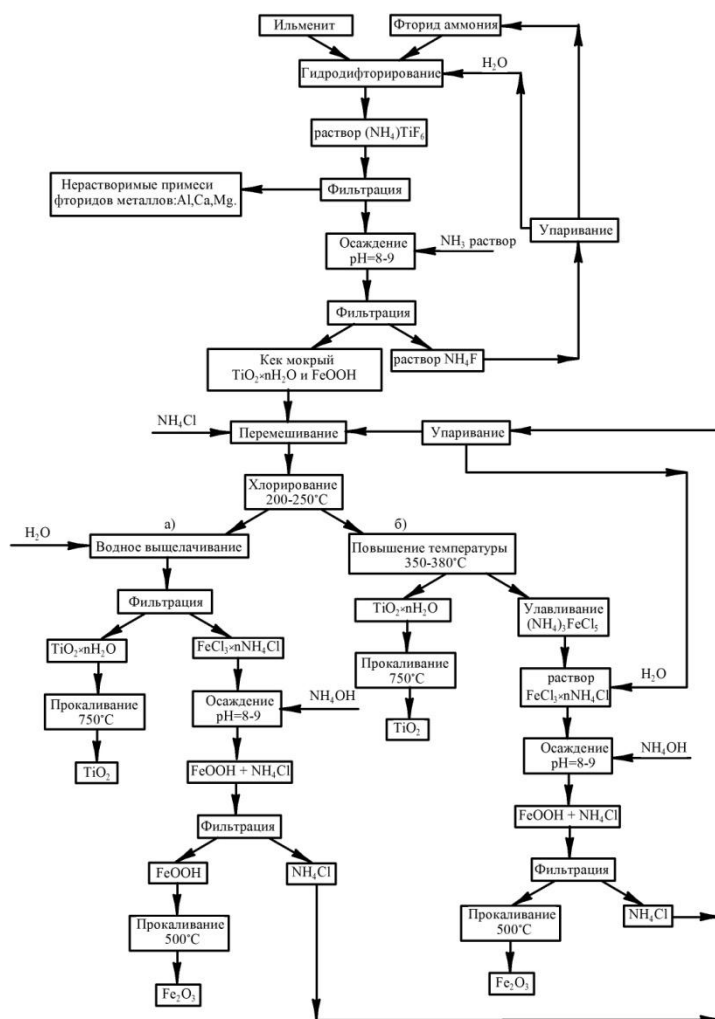 Ильменит
Фторид аммония
Гидродифторирование
H₂O
раствор (NH₄)TiF₆
Нерастворимые примеси
фторидов металлов:Al,Ca,Mg.
Фильтрация
Упаривание
Осаждение
pH=8-9
NH₃ раствор
Фильтрация
Кек мокрый
TiO₂×nH₂O и FeOOH
раствор NH₄F
NH₄Cl
Перемешивание
Упаривание
Хлорирование
200-250°C
а)
б)
H₂O
Водное выщелачивание
Повышение температуры
350-380°C
Фильтрация
TiO₂×nH₂O
Улавливание
(NH₄)₃FeCl₅
TiO₂×nH₂O
FeCl₃×nNH₄Cl
Прокаливание
750°C
раствор
FeCl₃×nNH₄Cl
H₂O
Прокаливание
750°C
Осаждение
pH=8-9
NH₄OH
TiO₂
Осаждение
pH=8-9
NH₄OH
TiO₂
FeOOH + NH₄Cl
FeOOH + NH₄Cl
Фильтрация
Фильтрация
FeOOH
NH₄Cl
Прокаливание
500°C
NH₄Cl
Прокаливание
500°C
Fe₂O₃
Fe₂O₃